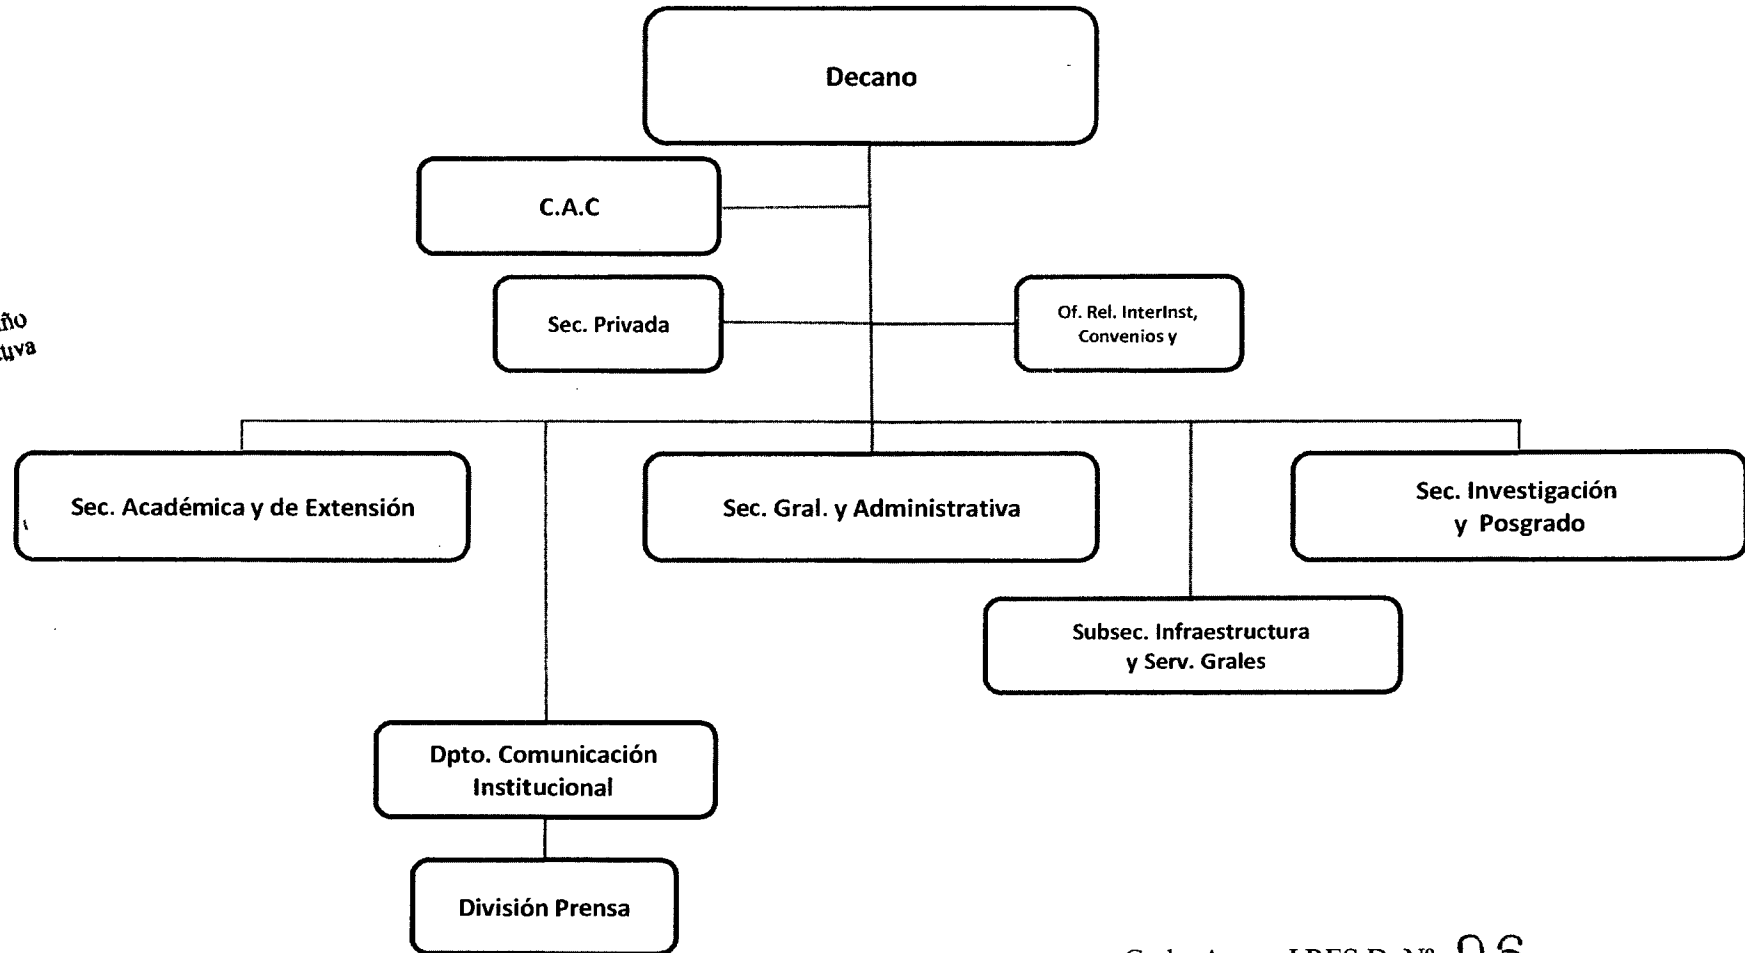 Decano
C.A.C
Sec. Privada
Of. Rel. InterInst,
Convenios y
Sec. Académica y de Extensión
Sec. Gral. y Administrativa
Sec. Investigación
y Posgrado
Subsec. Infraestructura
y Serv. Grales
Dpto. Comunicación
Institucional
División Prensa